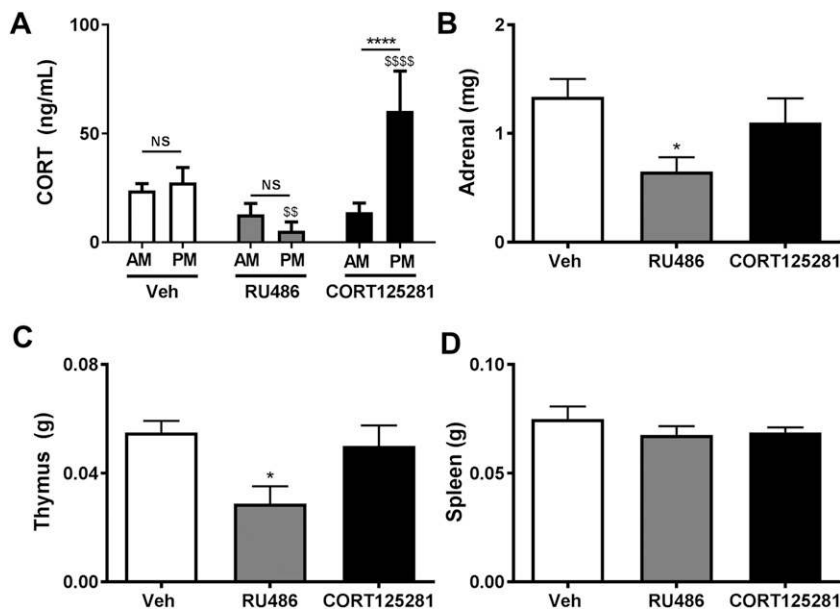 A
CORT (ng/mL)
100
50
0
NS
NS
$$
****
$$$$
AM PM AM PM AM PM
Veh RU486 CORT125281
B
Adrenal (mg)
2
1
0
*
Veh RU486 CORT125281
C
Thymus (g)
0.08
0.04
0.00
*
Veh RU486 CORT125281
D
Spleen (g)
0.10
0.05
0.00
Veh RU486 CORT125281